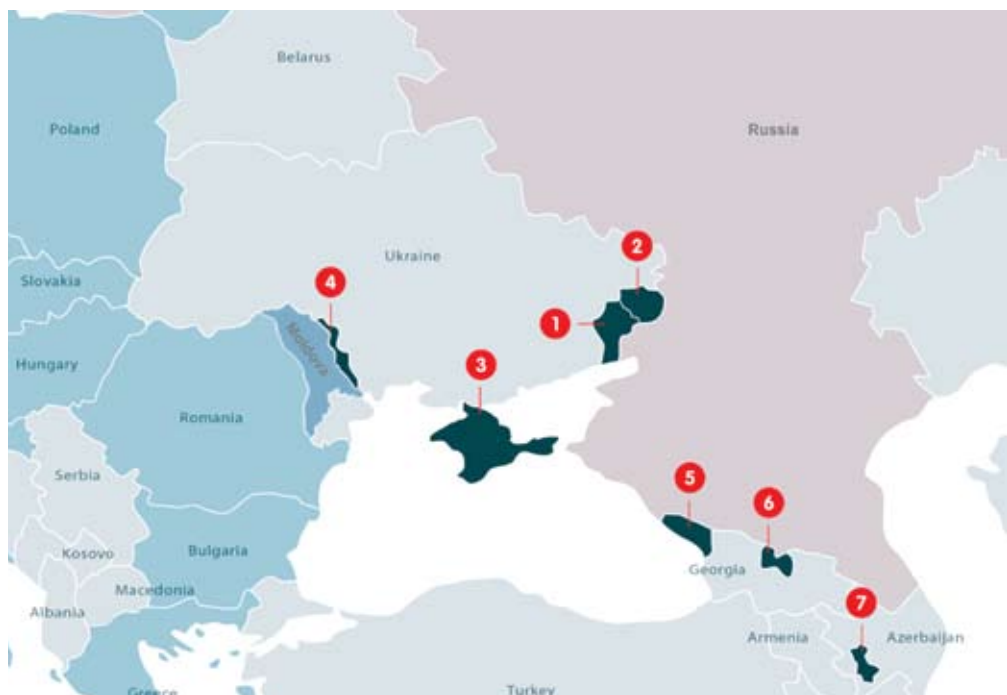 Belarus
Poland
Russia
2
Ukraine
Slovakia
4
1
Moldova
3
Hungary
Romania
Serbia
5
6
Kosovo
Bulgaria
Georgia
Macedonia
7
Albania
Armenia
Azerbaijan
Greece
Turkey